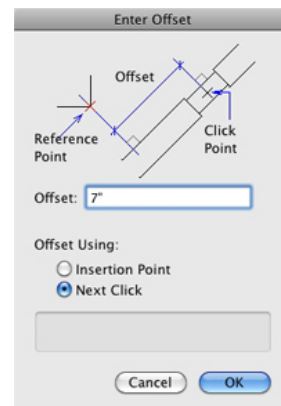 Enter Offset
Offset
Reference
Point
Click
Point
Offset: 7"
Offset Using:
Insertion Point
Next Click
Cancel OK